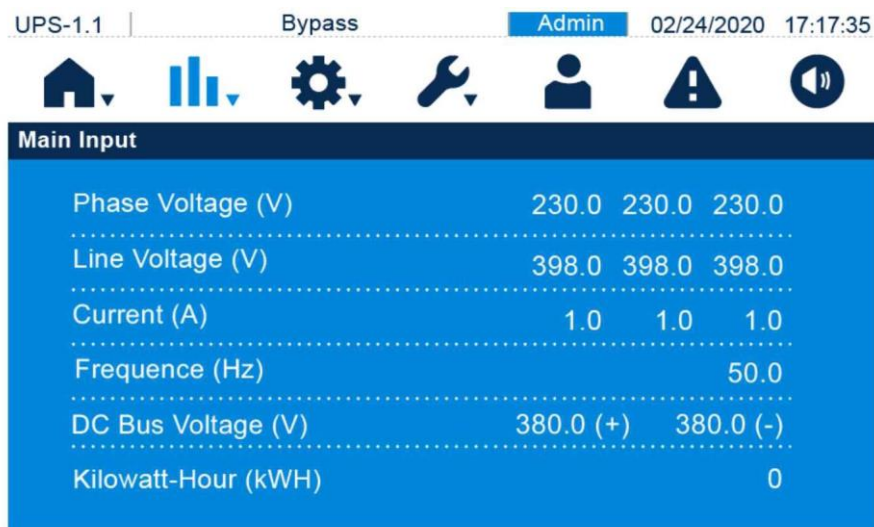 UPS-1.1 Bypass Admin 02/24/2020 17:17:35
Main Input
Phase Voltage (V) 230.0 230.0 230.0
Line Voltage (V) 398.0 398.0 398.0
Current (A) 1.0 1.0 1.0
Frequence (Hz) 50.0
DC Bus Voltage (V) 380.0 (+) 380.0 (-)
Kilowatt-Hour (kWH) 0